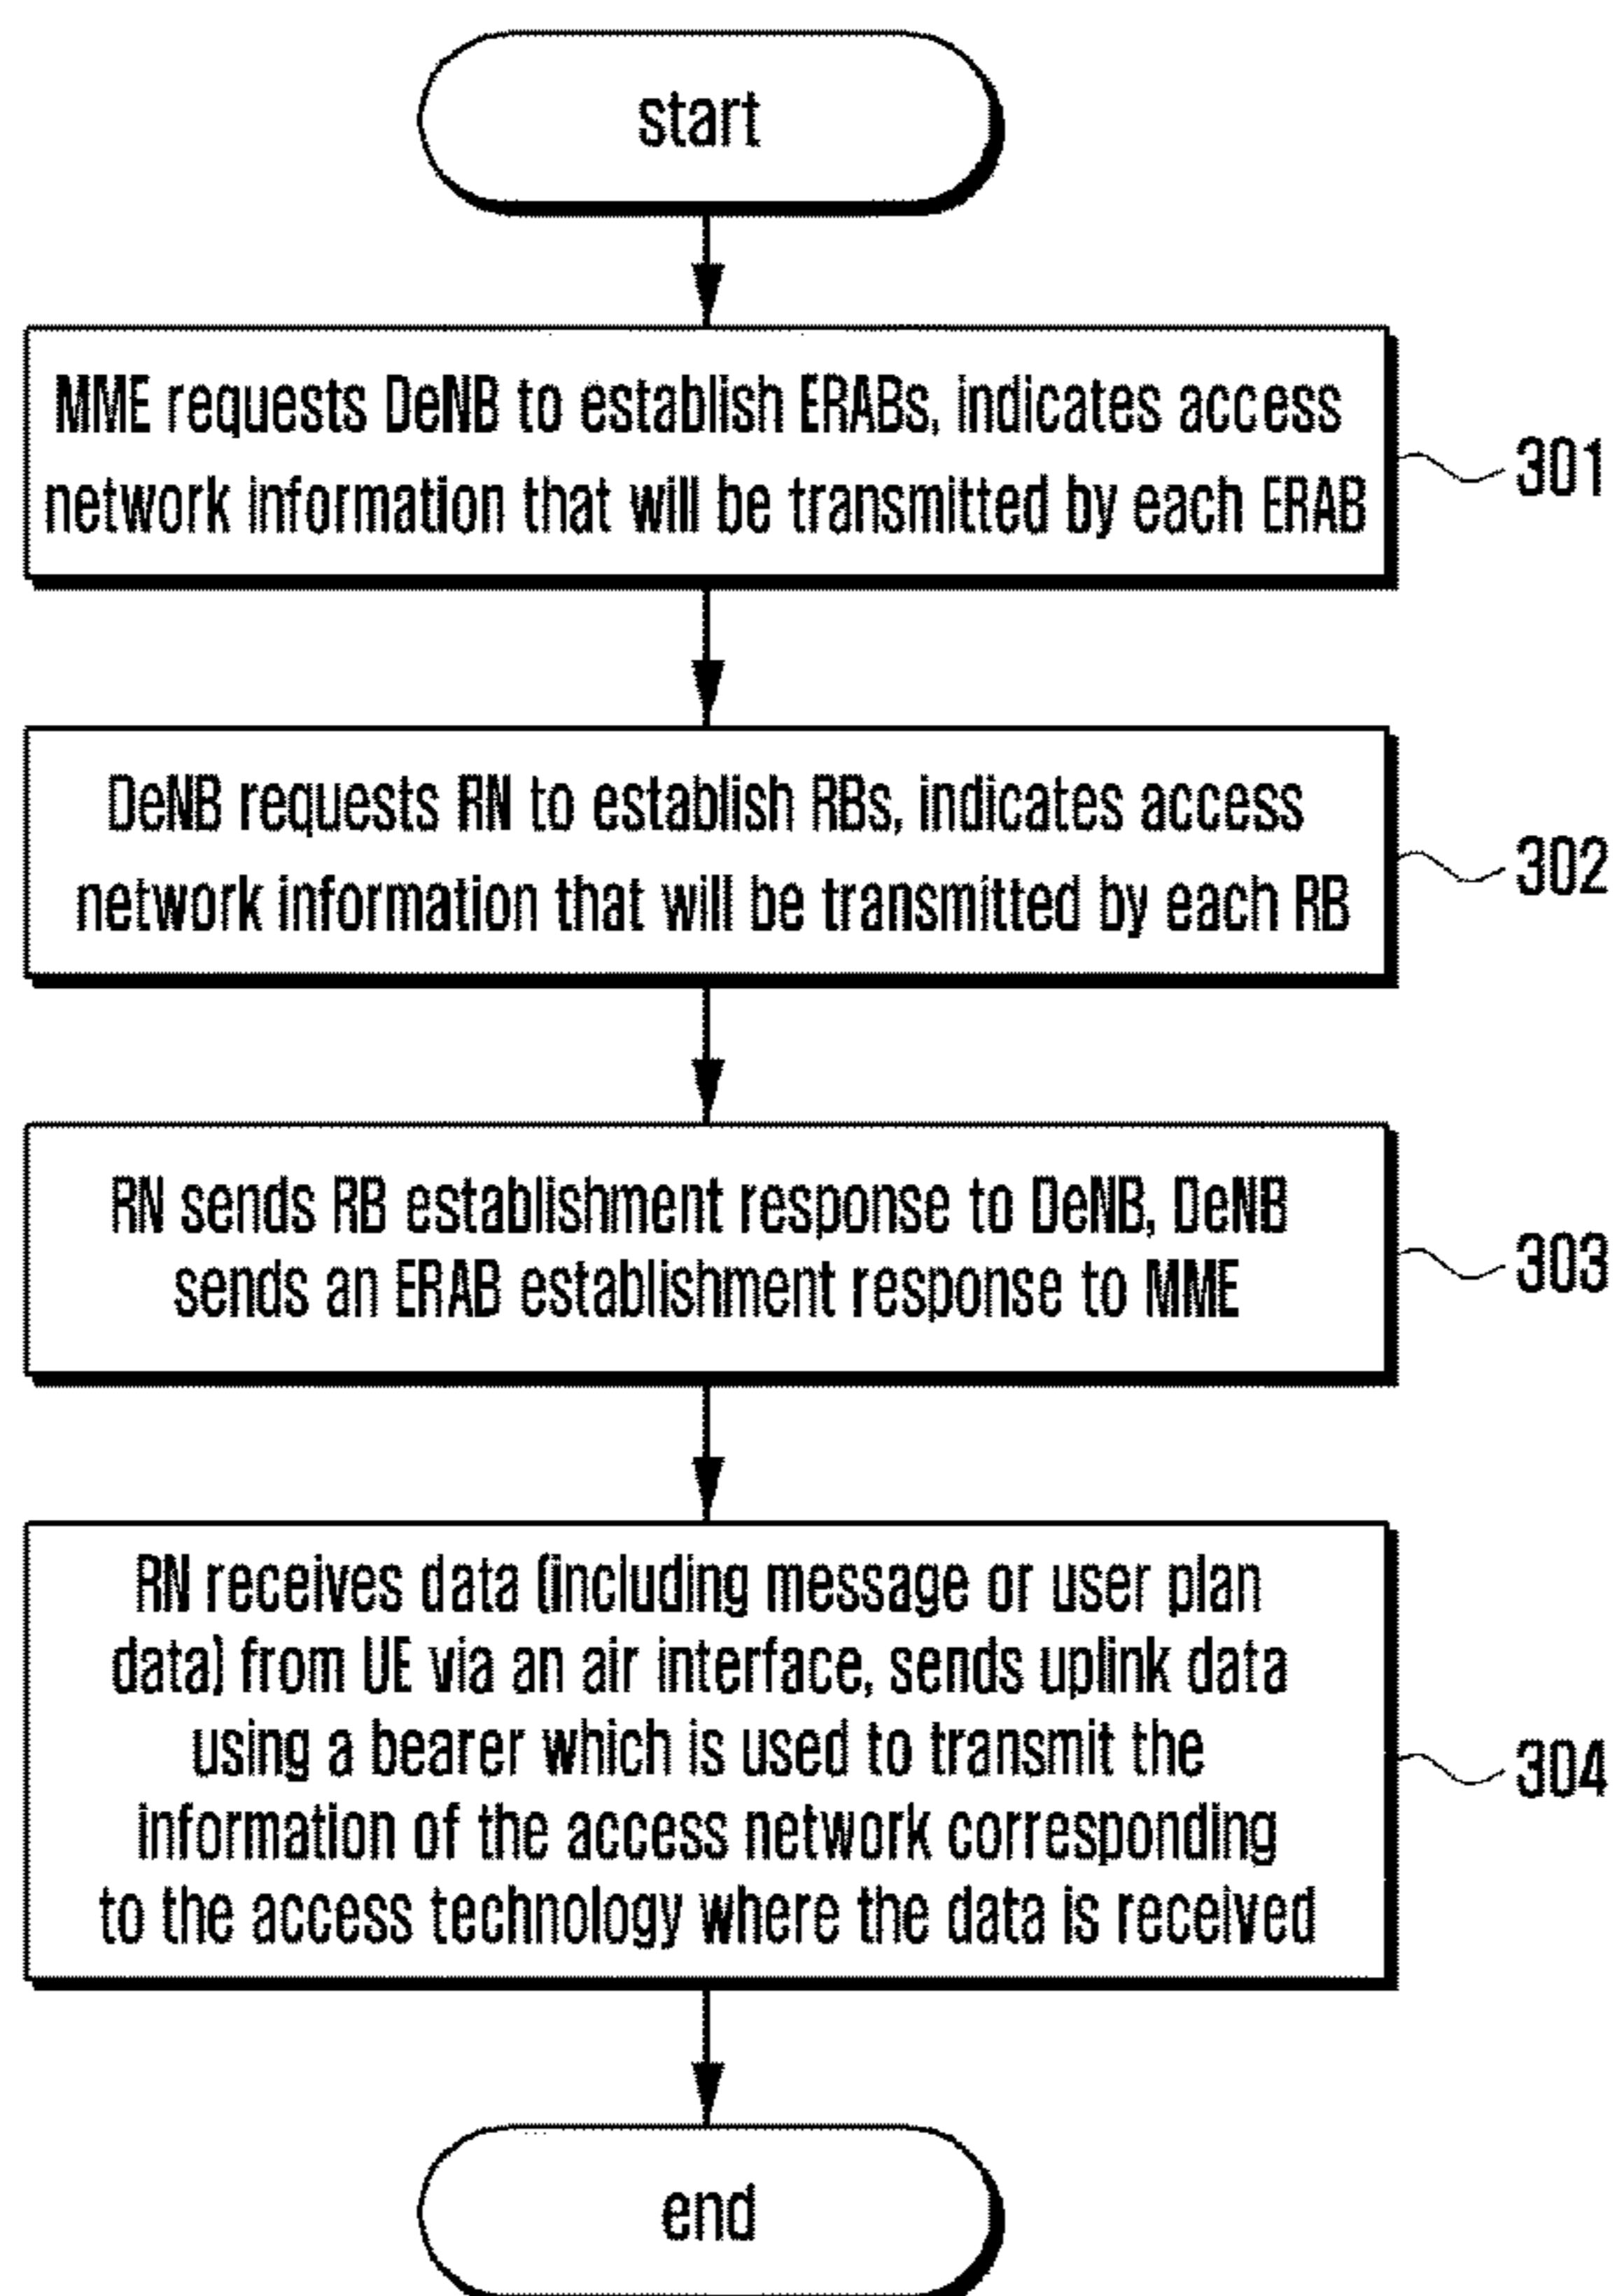 start
MME requests DeNB to establish ERABs, indicates access
network information that will be transmitted by each ERAB
301
DeNB requests RN to establish RBs, indicates access
network information that will be transmitted by each RB
302
RN sends RB establishment response to DeNB, DeNB
sends an ERAB establishment response to MME
303
RN receives data (including message or user plan
data) from UE via an air interface, sends uplink data
using a bearer which is used to transmit the
information of the access network corresponding
to the access technology where the data is received
304
end